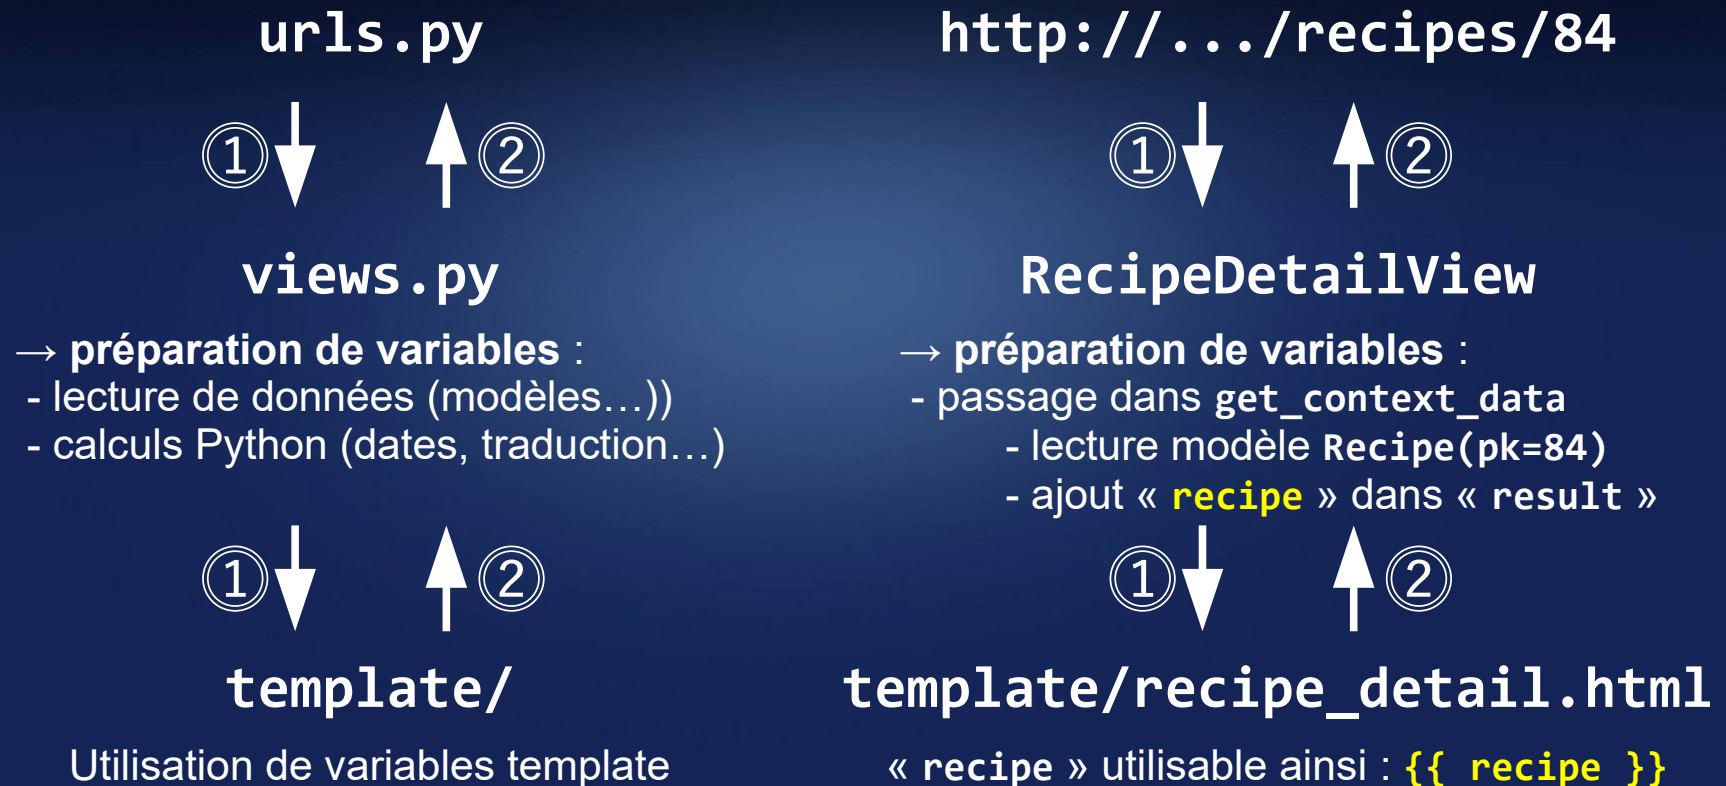 urls.py
① ②
views.py
→ préparation de variables :
- lecture de données (modèles…))
- calculs Python (dates, traduction…)
① ②
template/
Utilisation de variables template
http://.../recipes/84
① ②
RecipeDetailView
→ préparation de variables :
- passage dans get_context_data
- lecture modèle Recipe(pk=84)
- ajout « recipe » dans « result »
① ②
template/recipe_detail.html
« recipe » utilisable ainsi : {{ recipe }}